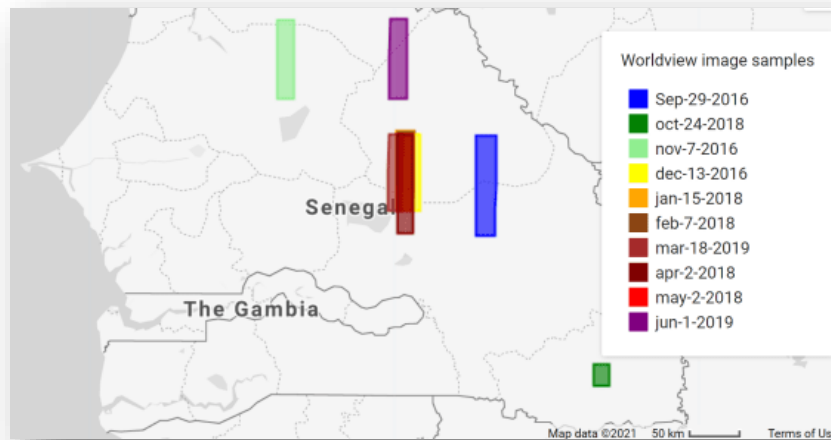 Worldview image samples
Sep-29-2016
oct-24-2018
nov-7-2016
dec-13-2016
jan-15-2018
feb-7-2018
mar-18-2019
apr-2-2018
may-2-2018
jun-1-2019
Senegal
The Gambia
Map data ©2021 50 km Terms of Us